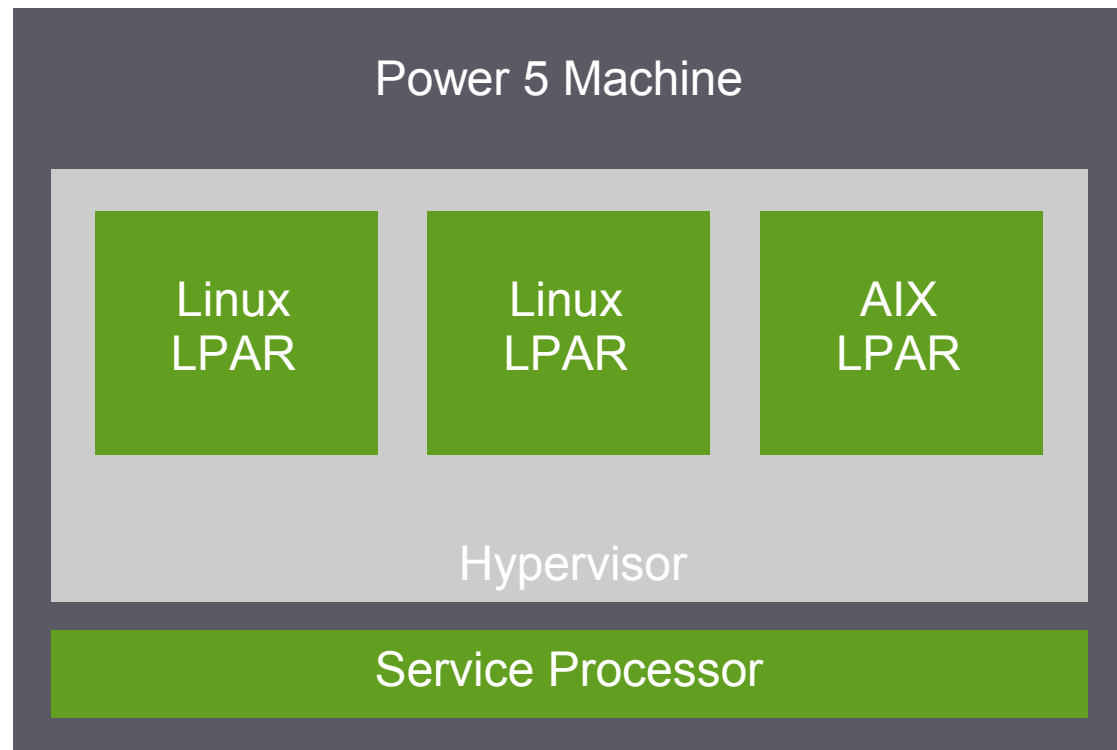 Power 5 Machine
Linux
LPAR
Linux
LPAR
AIX
LPAR
Hypervisor
Service Processor